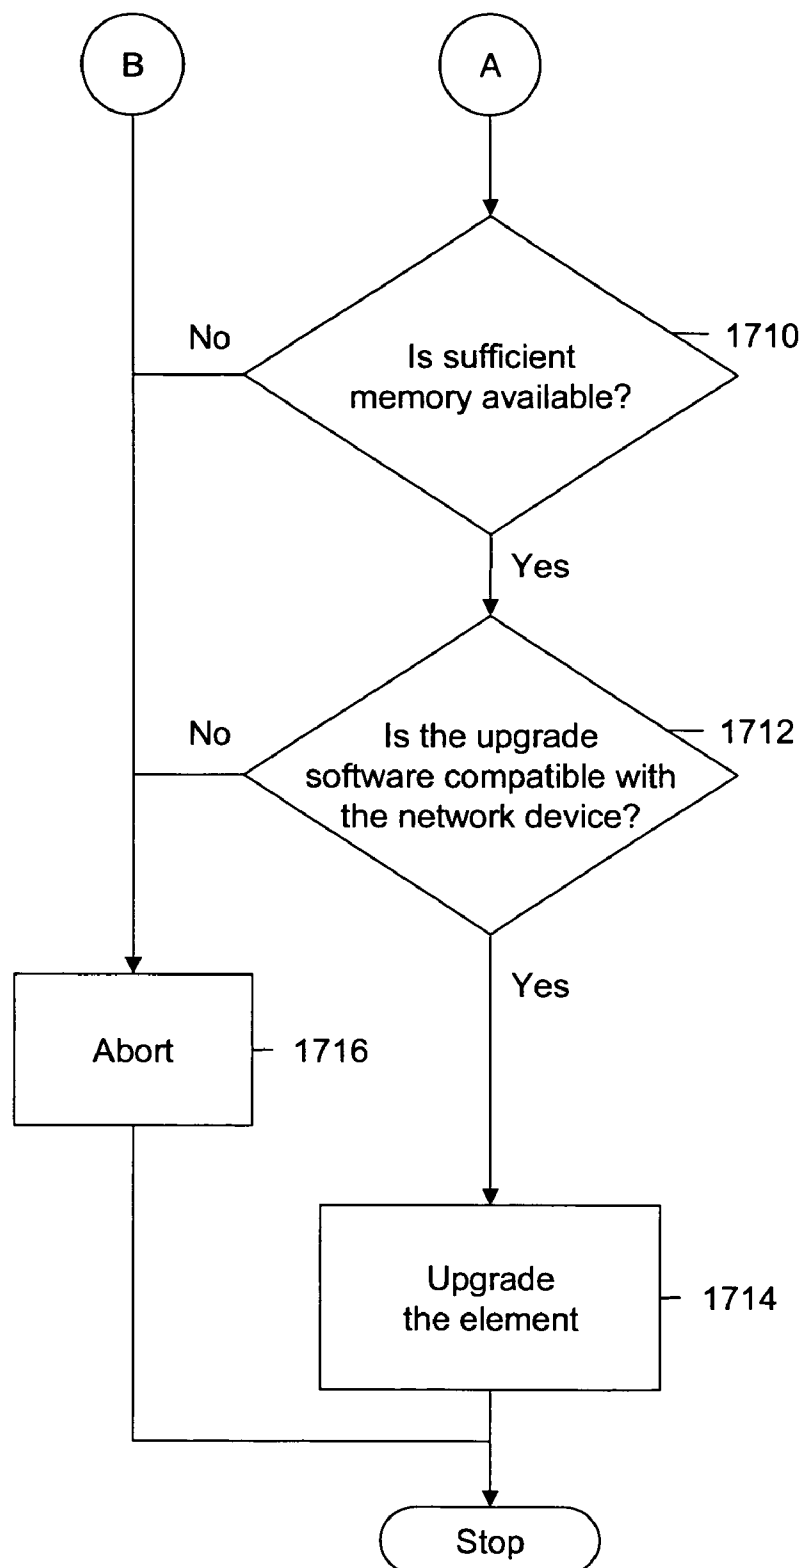 B
A
No
Is sufficient
memory available?
1710
Yes
No
Is the upgrade
software compatible with
the network device?
1712
Yes
Abort
1716
Upgrade
the element
1714
Stop